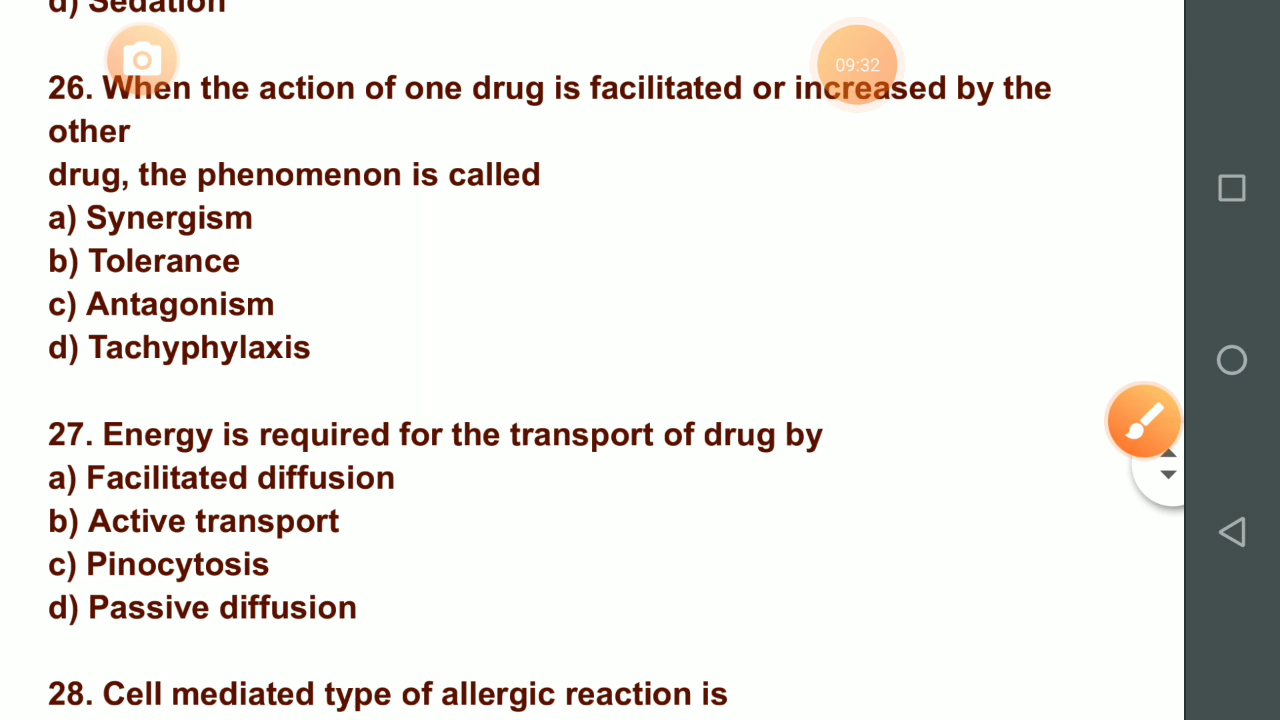 d) Sedation
09:32
26. When the action of one drug is facilitated or increased by the
other
drug, the phenomenon is called
a) Synergism
b) Tolerance
c) Antagonism
d) Tachyphylaxis
27. Energy is required for the transport of drug by
a) Facilitated diffusion
b) Active transport
c) Pinocytosis
d) Passive diffusion
28. Cell mediated type of allergic reaction is